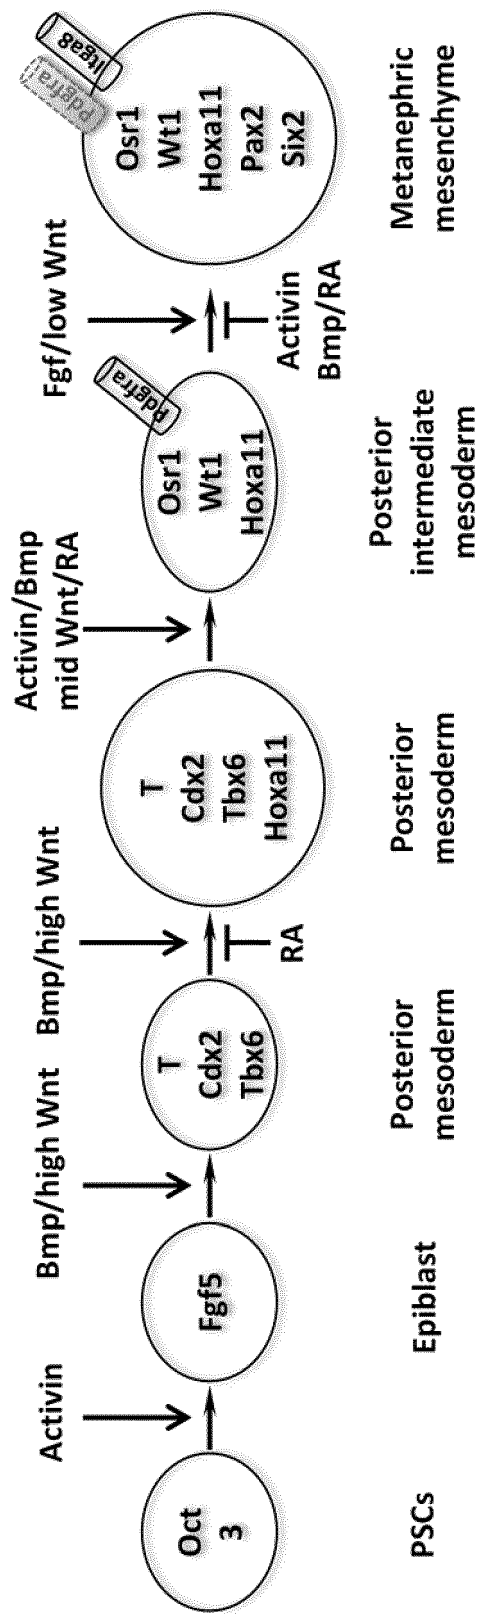 Activin
Bmp/high Wnt
Bmp/high Wnt
Activin/Bmp
mid Wnt/RA
Fgf/low Wnt
Oct
3
Fgf5
T
Cdx2
Tbx6
T
Cdx2
Tbx6
Hoxa11
Pdgfra
Osr1
Wt1
Hoxa11
Pdgfra
Itga8
Osr1
Wt1
Hoxa11
Pax2
Six2
RA
Activin
Bmp/RA
PSCs
Epiblast
Posterior
mesoderm
Posterior
mesoderm
Posterior
intermediate
mesoderm
Metanephric
mesenchyme